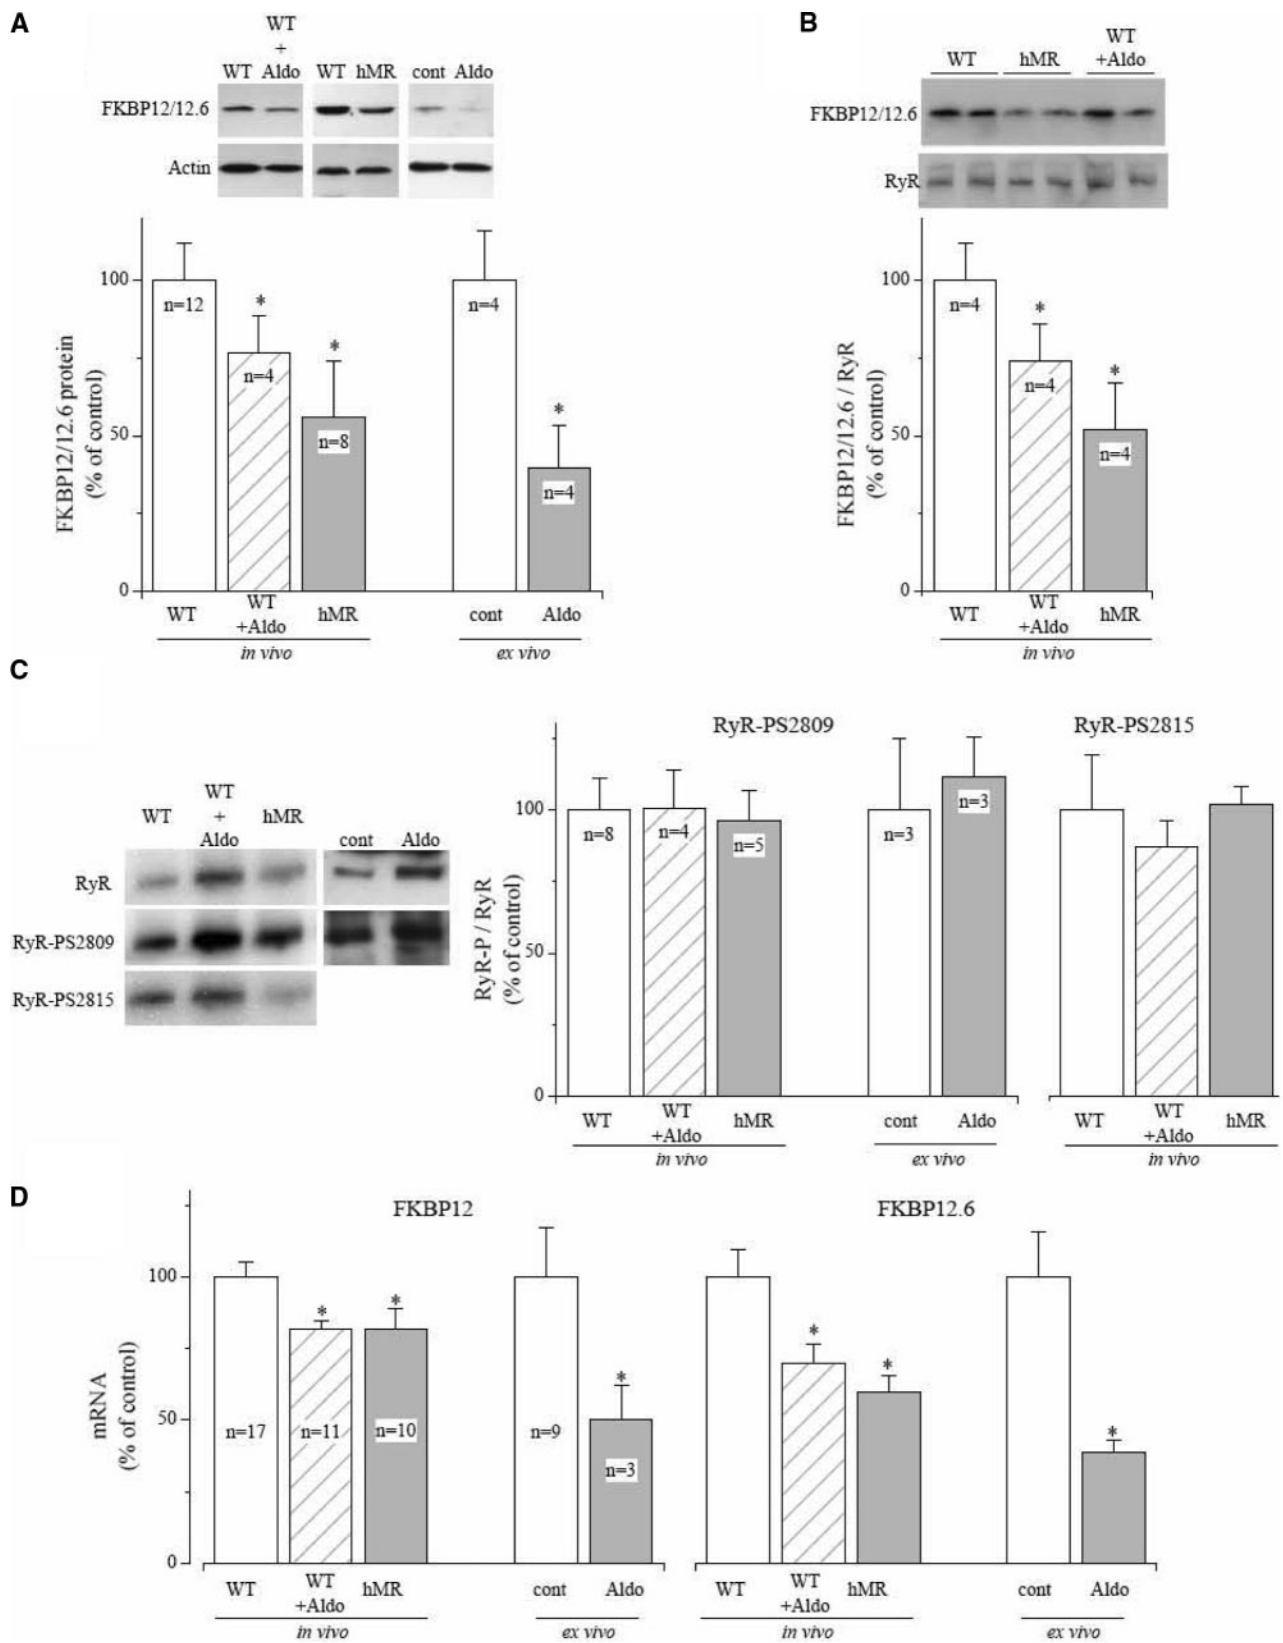 A
WT
+
WT Aldo WT hMR cont Aldo
FKBP12/12.6
Actin
100
50
0
FKBP12/12.6 protein
(% of control)
n=12
*
n=4
*
n=8
n=4
*
n=4
WT WT +Aldo hMR cont Aldo
in vivo ex vivo
B
WT hMR WT +Aldo
FKBP12/12.6
RyR
100
50
0
FKBP12/12.6 / RyR
(% of control)
n=4
*
n=4
*
n=4
WT WT +Aldo hMR
in vivo
C
WT WT + Aldo hMR cont Aldo
RyR
RyR-PS2809
RyR-PS2815
RyR-PS2809 RyR-PS2815
100
50
0
RyR-P / RyR
(% of control)
n=8 n=4 n=5 n=3 n=3
WT WT +Aldo hMR cont Aldo WT WT +Aldo hMR
in vivo ex vivo in vivo
D
FKBP12 FKBP12.6
100
50
0
mRNA
(% of control)
* * * * * *
n=17 n=11 n=10 n=9 n=3
WT WT +Aldo hMR cont Aldo WT WT +Aldo hMR cont Aldo
in vivo ex vivo in vivo ex vivo